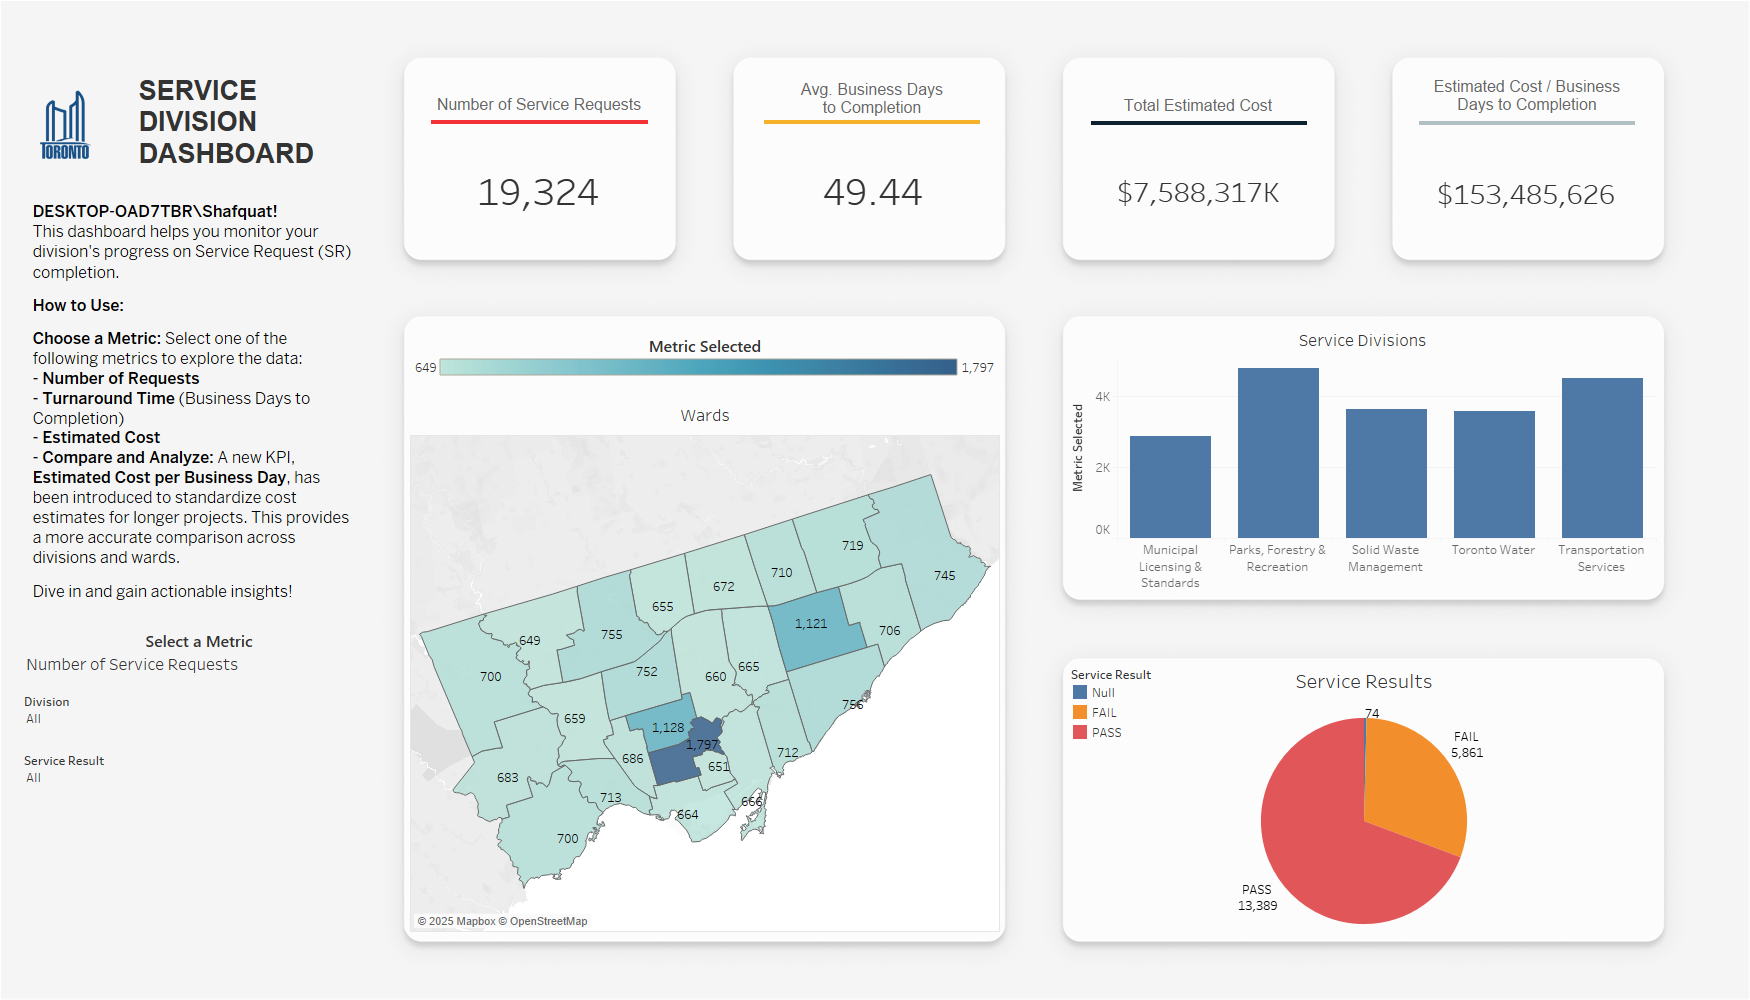 TORONTO
SERVICE
DIVISION
DASHBOARD
DESKTOP-OAD7TBR\Shafquat!
This dashboard helps you monitor your
division's progress on Service Request (SR)
completion.
How to Use:
Choose a Metric: Select one of the
following metrics to explore the data:
- Number of Requests
- Turnaround Time (Business Days to
Completion)
- Estimated Cost
- Compare and Analyze: A new KPI,
Estimated Cost per Business Day, has
been introduced to standardize cost
estimates for longer projects. This provides
a more accurate comparison across
divisions and wards.
Dive in and gain actionable insights!
Select a Metric
Number of Service Requests
Division
All
Service Result
All
Number of Service Requests
19,324
Avg. Business Days
to Completion
49.44
Total Estimated Cost
$7,588,317K
Estimated Cost / Business
Days to Completion
$153,485,626
Metric Selected
649
1,797
Wards
719
745
710
672
655
1,121
706
649
755
752
660
665
700
659
1,128
756
1,797
686
651
712
683
713
664
666
700
© 2025 Mapbox © OpenStreetMap
Service Divisions
Metric Selected
4K
2K
0K
Municipal
Licensing &
Standards
Parks, Forestry &
Recreation
Solid Waste
Management
Toronto Water
Transportation
Services
Service Result
Null
FAIL
PASS
Service Results
74
FAIL
5,861
PASS
13,389